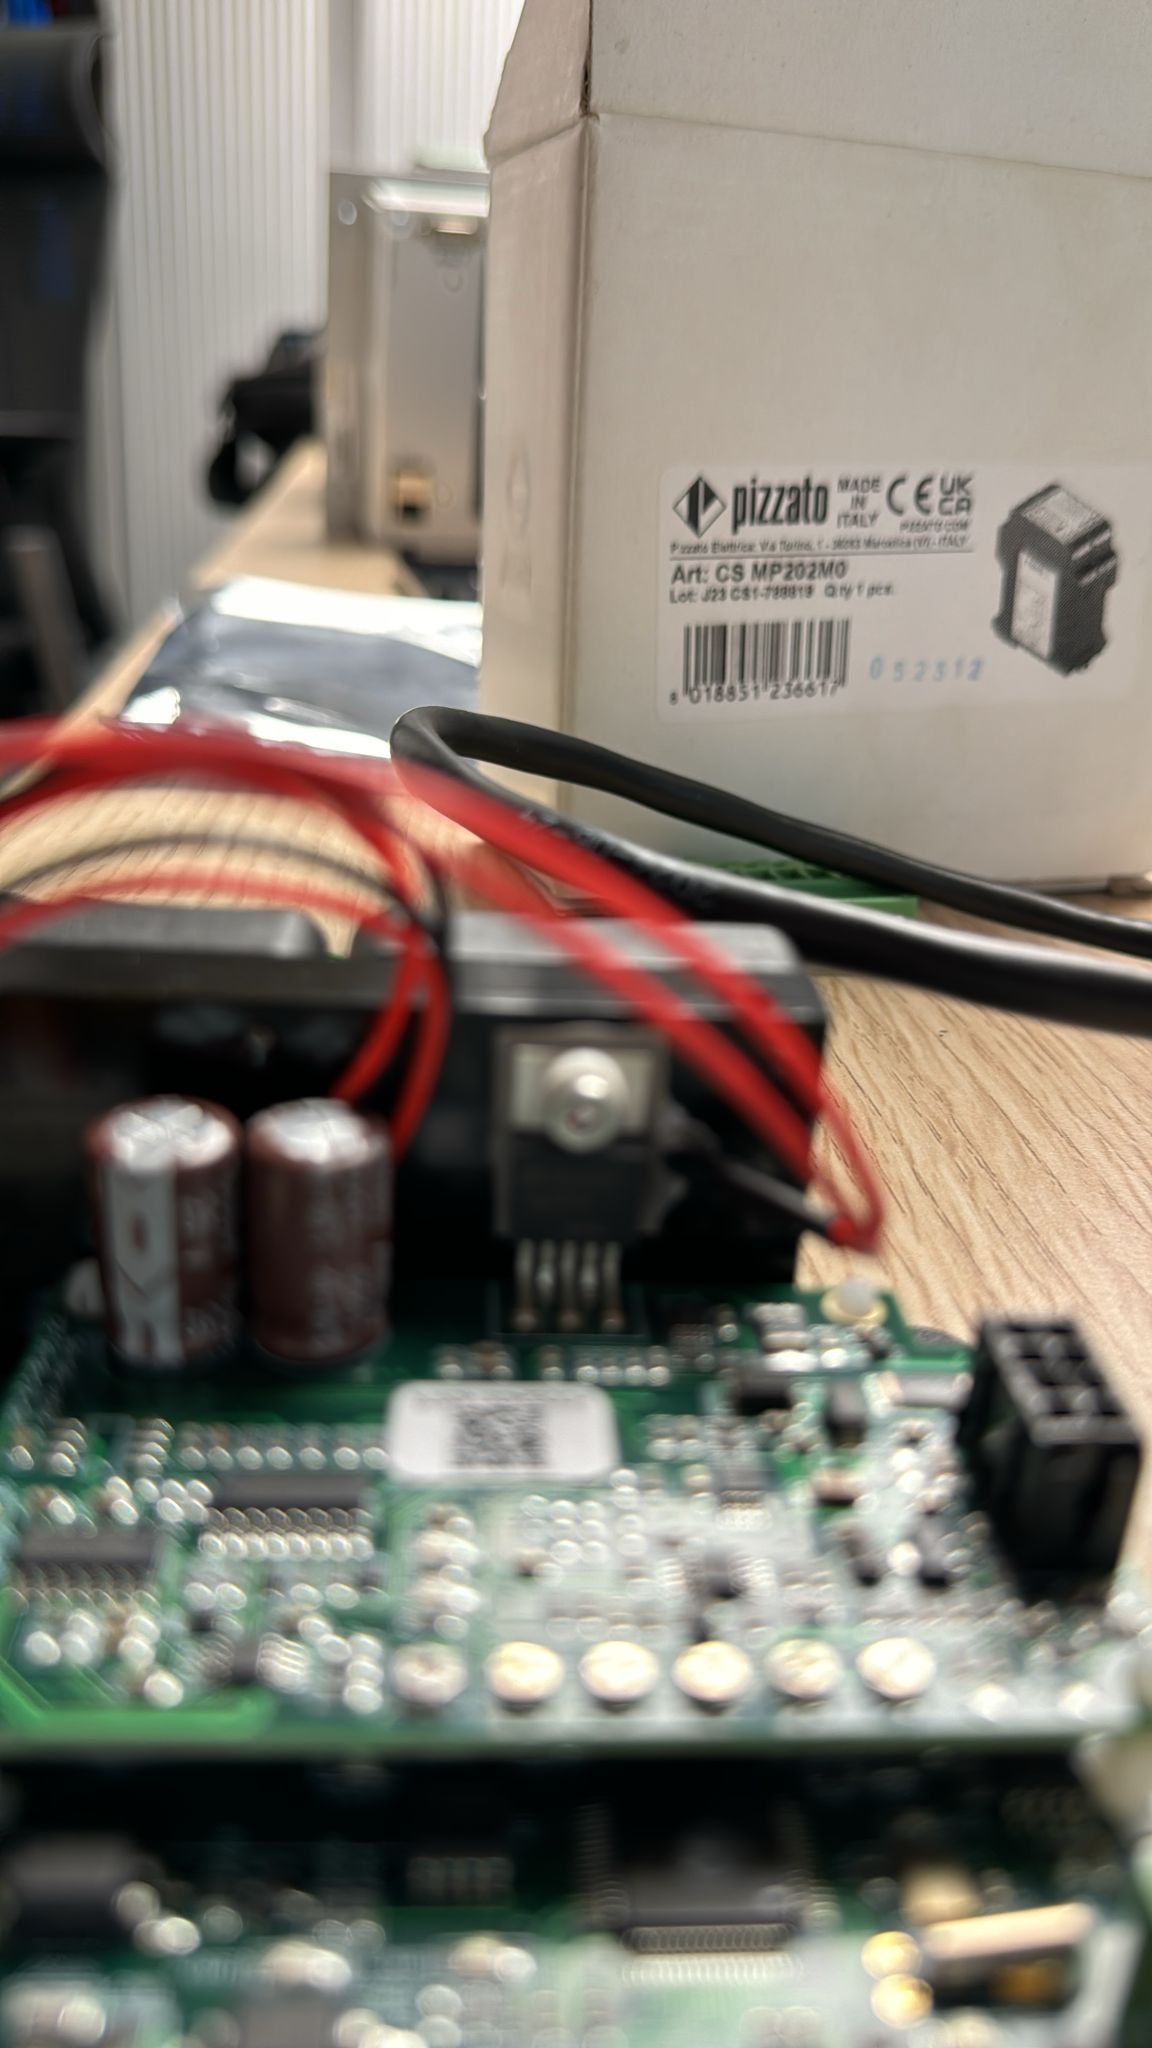 pizzato
MADE
IN
ITALY
CE
UK
CA
PIZZATO.COM
Pizzato Elettrica: Via Torino, 1 - 36063 Marostica (VI) - ITALY
Art: CS MP202M0
Lot: J23 CS1-789819 Q.ty 1 pcs.
8 018851 236617
052312